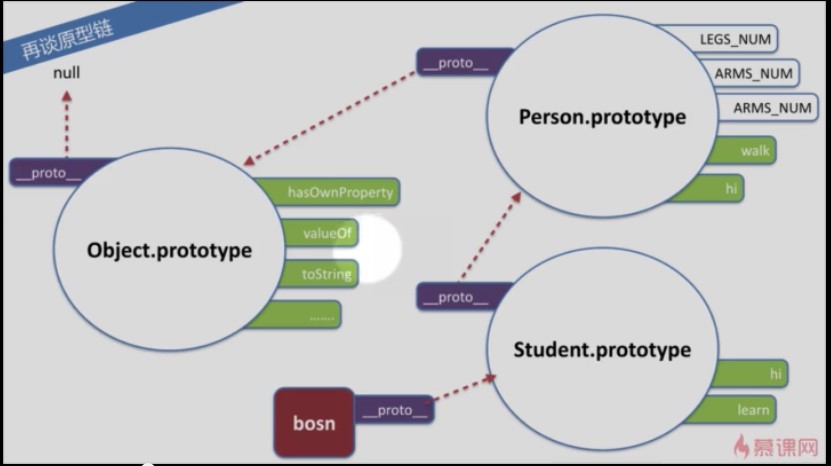 再谈原型链
null
__proto__
Object.prototype
hasOwnProperty
valueOf
toString
.......
__proto__
Person.prototype
LEGS_NUM
ARMS_NUM
ARMS_NUM
walk
hi
__proto__
Student.prototype
hi
learn
bosn
__proto__
慕课网